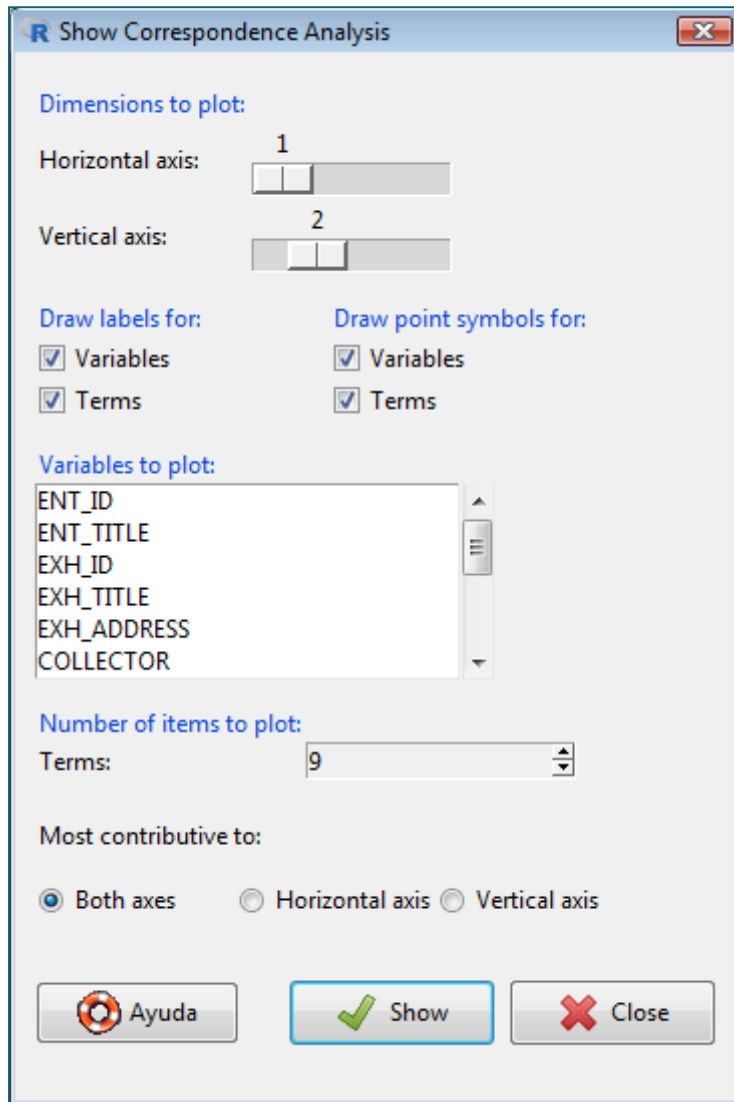 R Show Correspondence Analysis
Dimensions to plot:
1
Horizontal axis:
2
Vertical axis:
Draw labels for: Draw point symbols for:
Variables Variables
Terms Terms
Variables to plot:
ENT_ID
ENT_TITLE
EXH_ID
EXH_TITLE
EXH_ADDRESS
COLLECTOR
Number of items to plot:
Terms: 9
Most contributive to:
Both axes Horizontal axis Vertical axis
Ayuda Show Close